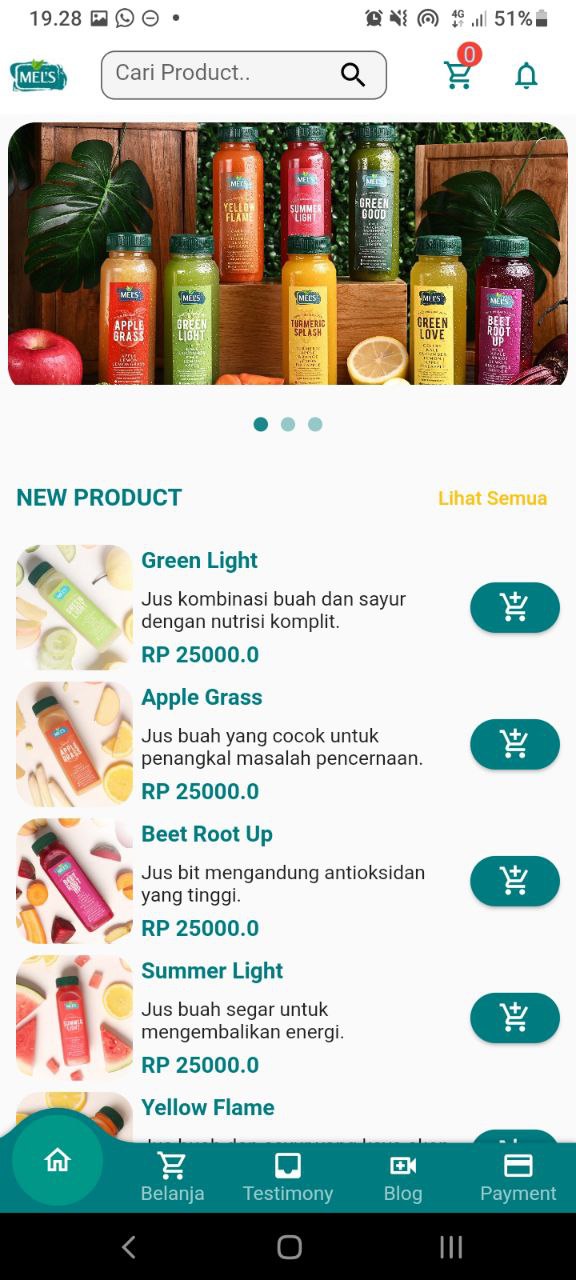 19.28
4G
51%
MEL'S
Cari Product..
0
MEL'S
YELLOW
FLAME
MEL'S
SUMMER
LIGHT
MEL'S
GREEN
GOOD
MEL'S
APPLE
GRASS
MEL'S
GREEN
LIGHT
MEL'S
TURMERIC
SPLASH
MEL'S
GREEN
LOVE
MEL'S
BEET
ROOT
UP
NEW PRODUCT
Lihat Semua
Green Light
Jus kombinasi buah dan sayur
dengan nutrisi komplit.
RP 25000.0
Apple Grass
Jus buah yang cocok untuk
penangkal masalah pencernaan.
RP 25000.0
Beet Root Up
Jus bit mengandung antioksidan
yang tinggi.
RP 25000.0
Summer Light
Jus buah segar untuk
mengembalikan energi.
RP 25000.0
Yellow Flame
Belanja
Testimony
Blog
Payment